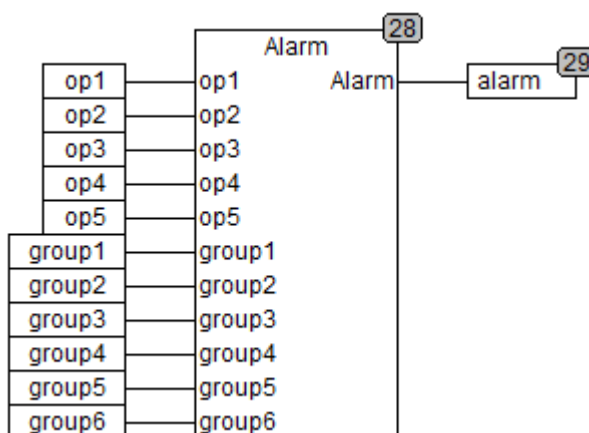 28
Alarm
29
op1 op1 Alarm alarm
op2 op2
op3 op3
op4 op4
op5 op5
group1 group1
group2 group2
group3 group3
group4 group4
group5 group5
group6 group6